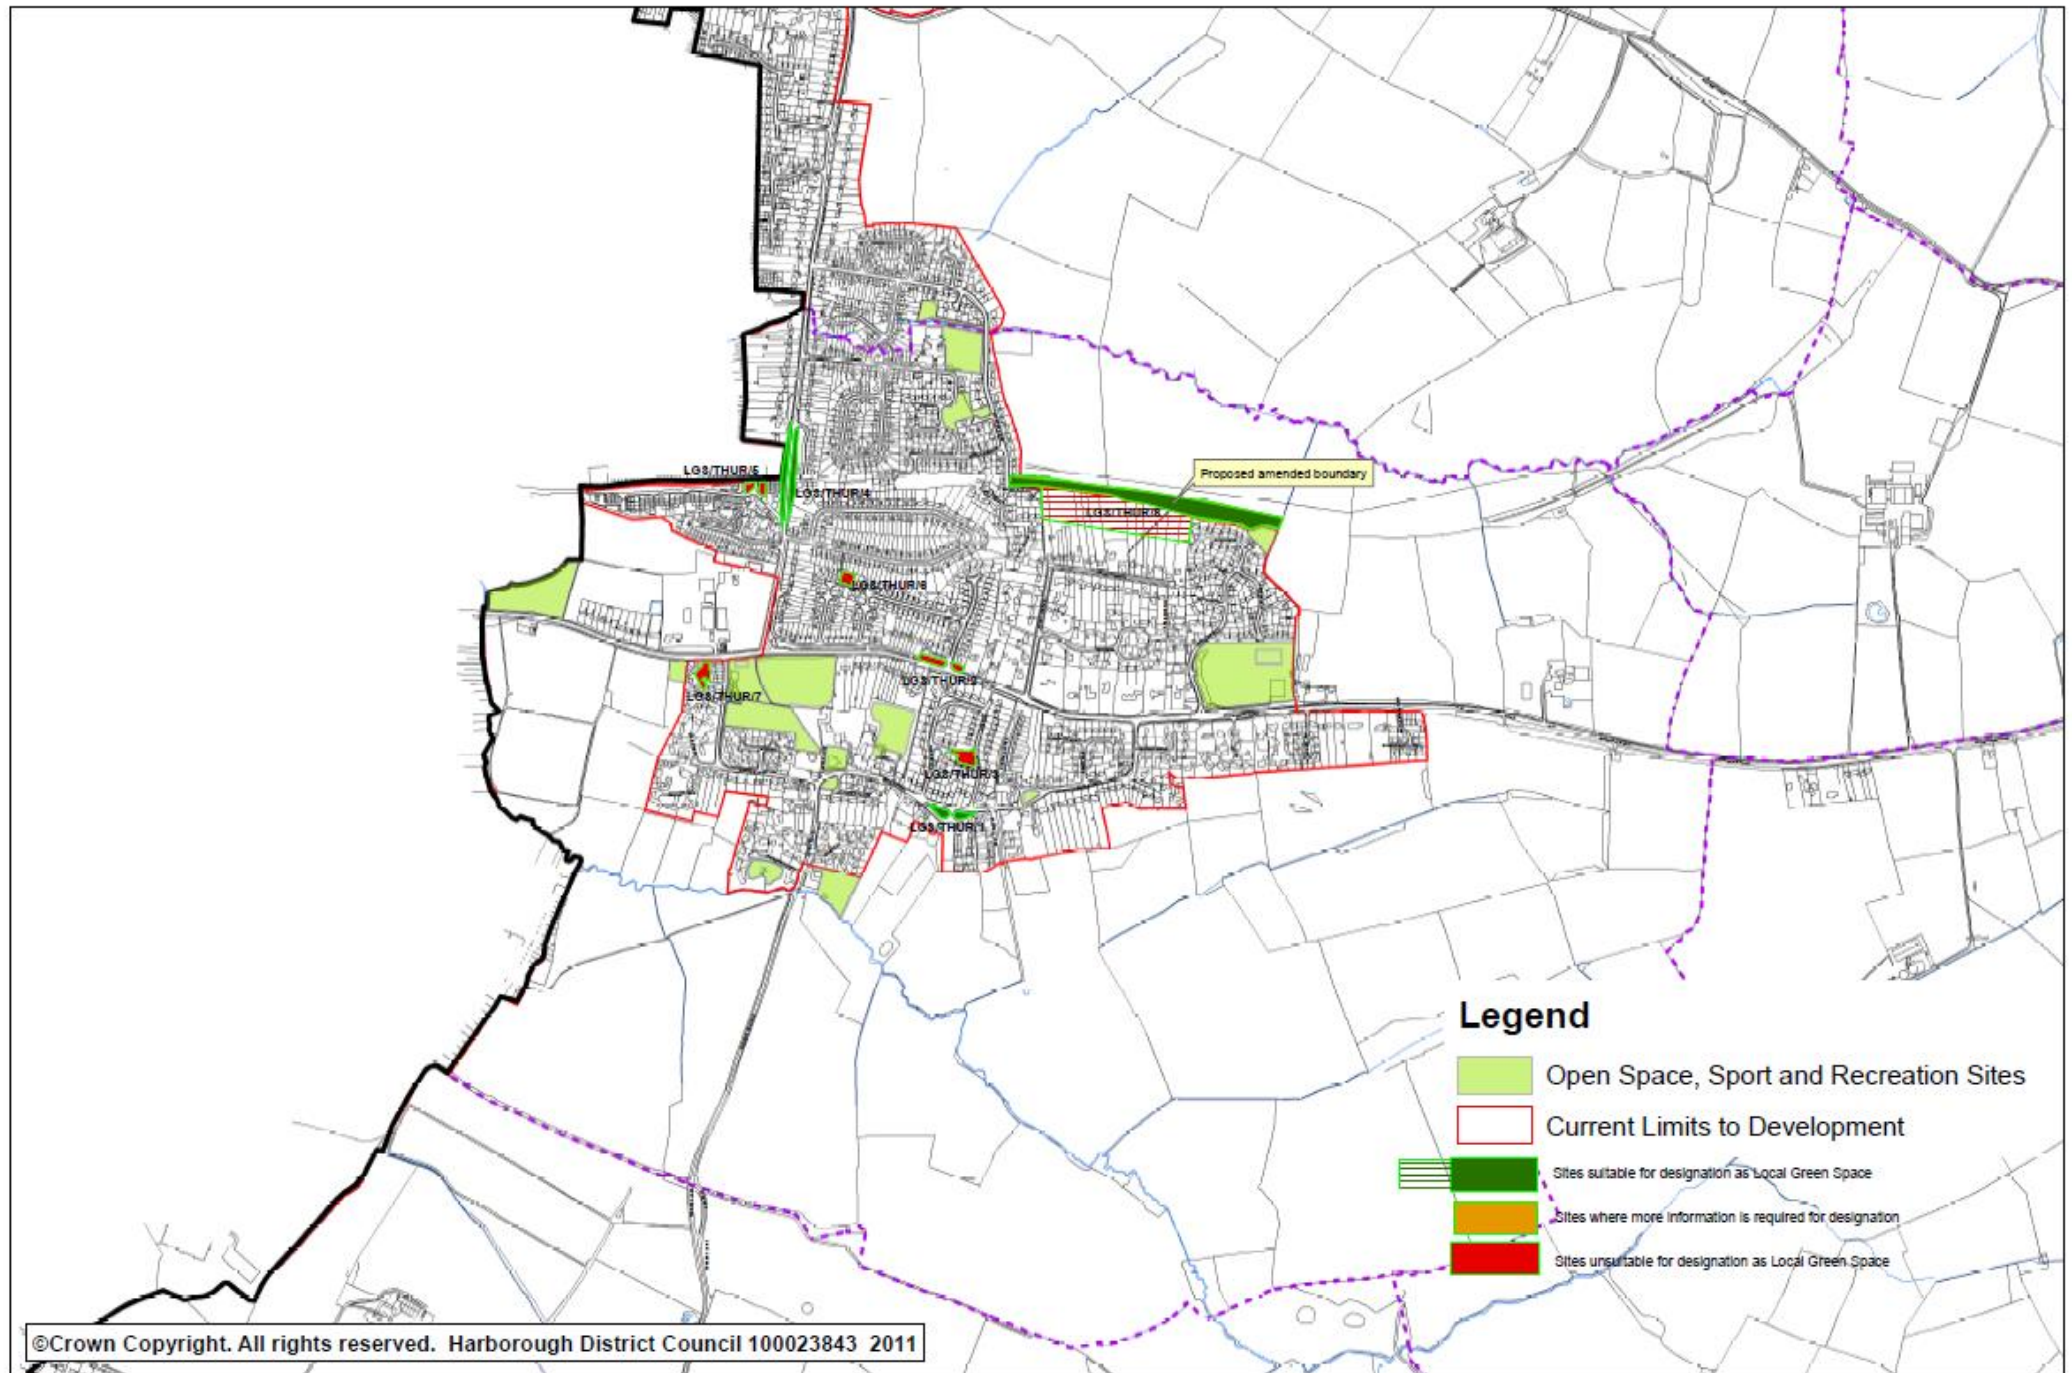 LGS/THUR/5
LGS/THUR/4
Proposed amended boundary
LGS/THUR/8
LGS/THUR/6
LGS/THUR/2
LGS/THUR/7
LGS/THUR/3
LGS/THUR/1
Legend
Open Space, Sport and Recreation Sites
Current Limits to Development
Sites suitable for designation as Local Green Space
Sites where more information is required for designation
Sites unsuitable for designation as Local Green Space
©Crown Copyright. All rights reserved. Harborough District Council 100023843 2011